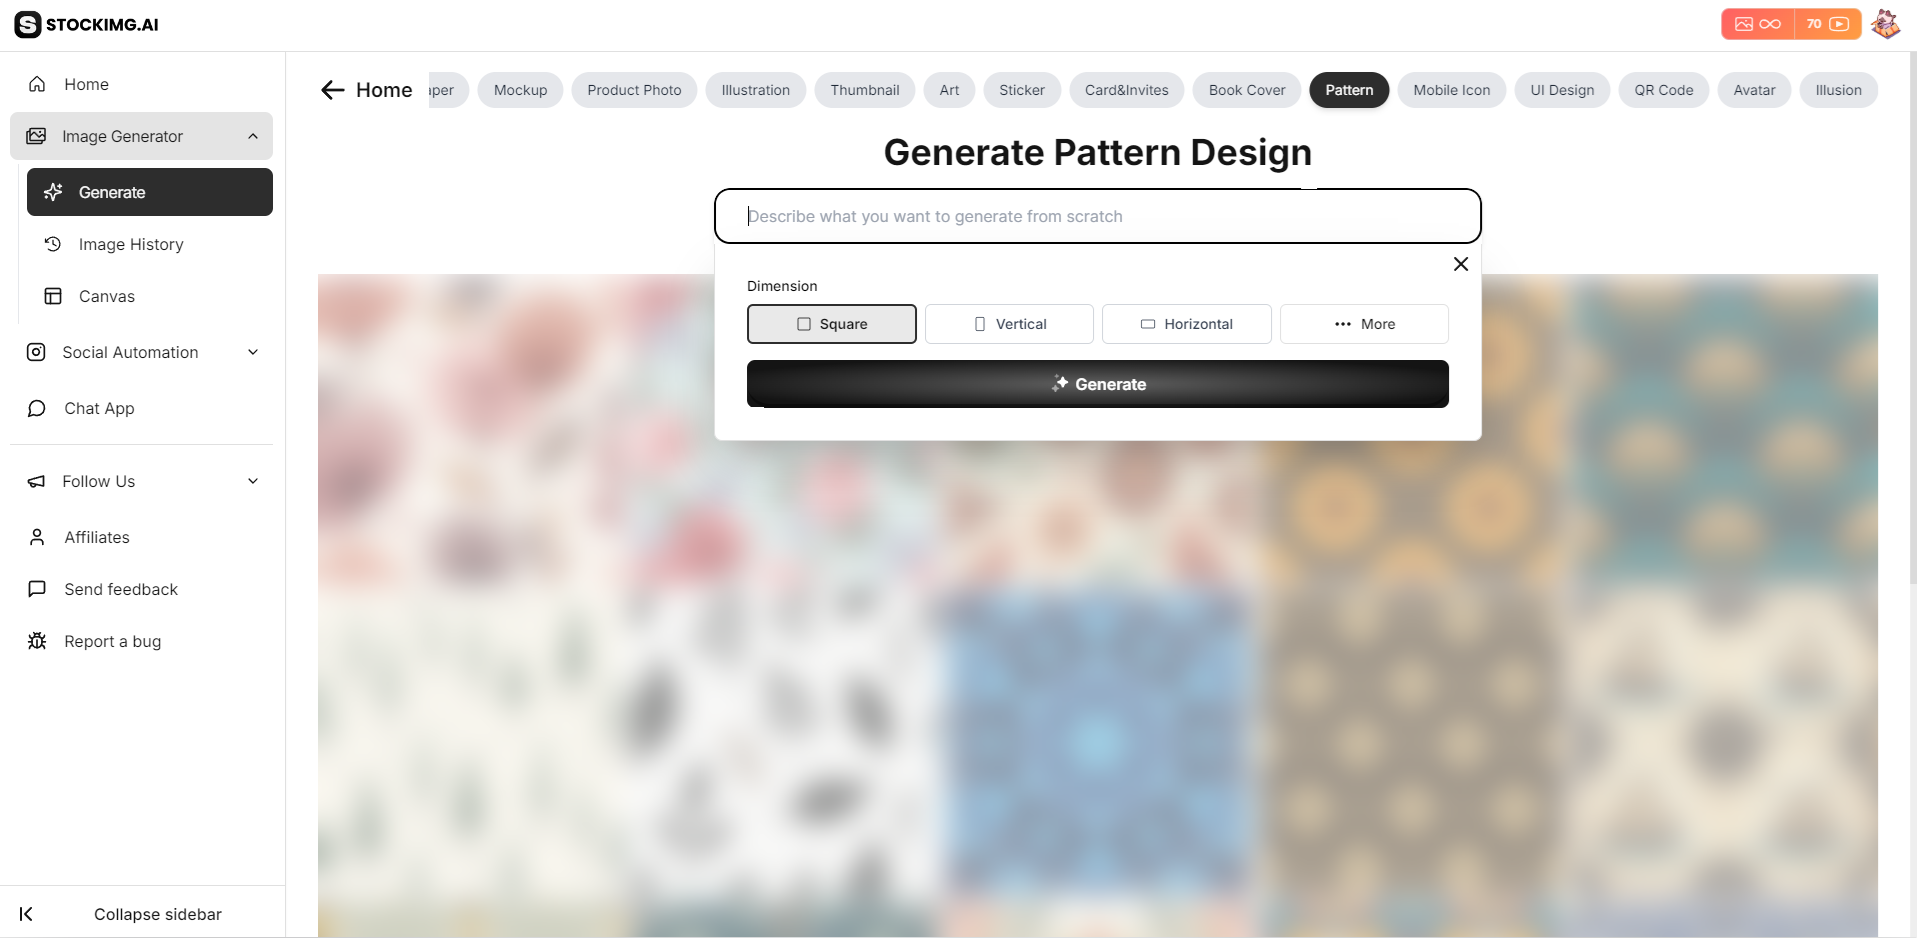 STOCKIMG.AI
70
Home
Image Generator
Generate
Image History
Canvas
Social Automation
Chat App
Follow Us
Affiliates
Send feedback
Report a bug
Collapse sidebar
Home
aper
Mockup
Product Photo
Illustration
Thumbnail
Art
Sticker
Card&Invites
Book Cover
Pattern
Mobile Icon
UI Design
QR Code
Avatar
Illusion
Generate Pattern Design
Describe what you want to generate from scratch
Dimension
Square
Vertical
Horizontal
More
Generate